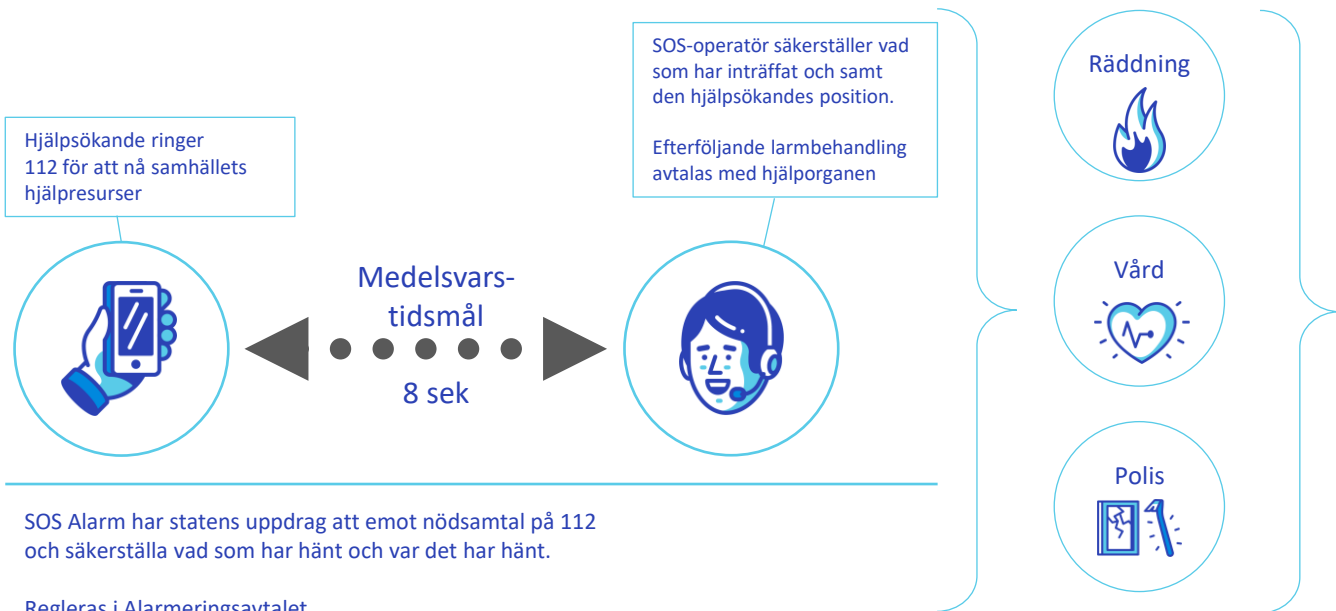 Hjälpsökande ringer
112 för att nå samhällets
hjälpresurser
Medelsvars-
tidsmål
8 sek
SOS-operatör säkerställer vad
som har inträffat och samt
den hjälpsökandes position.
Efterföljande larmbehandling
avtalas med hjälporganen
Räddning
Vård
Polis
SOS Alarm har statens uppdrag att emot nödsamtal på 112
och säkerställa vad som har hänt och var det har hänt.
Regleras i Alarmeringsavtalet